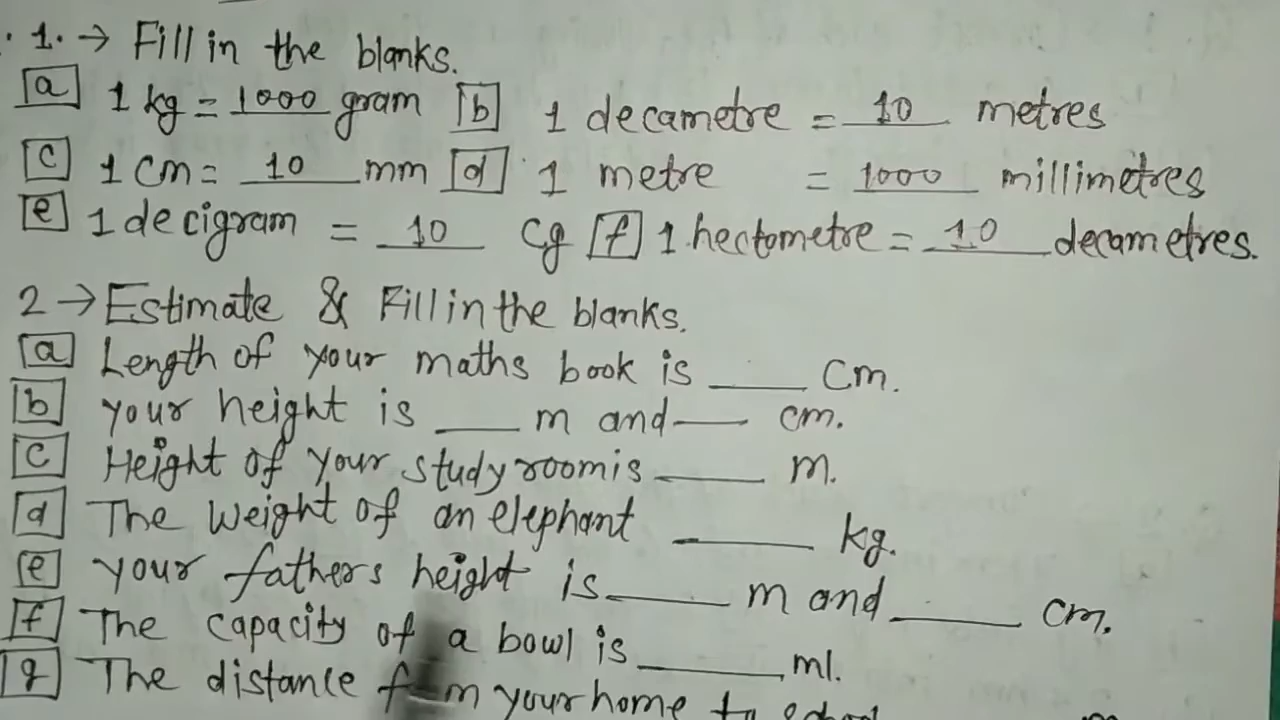 . 1. → Fill in the blanks.
a 1 kg = 1000 gram b 1 decametre = 10 metres
c 1 cm = 10 mm d 1 metre = 1000 millimetres
e 1 decigram = 10 cg f 1 hectometre = 10 decametres.
2 → Estimate & Fill in the blanks.
a Length of your maths book is ____ cm.
b your height is ____ m and ____ cm.
c Height of your study room is ____ m.
d The weight of an elephant ____ kg.
e your fathers height is ____ m and ____ cm.
f The capacity of a bowl is ____ ml.
g The distance your home to